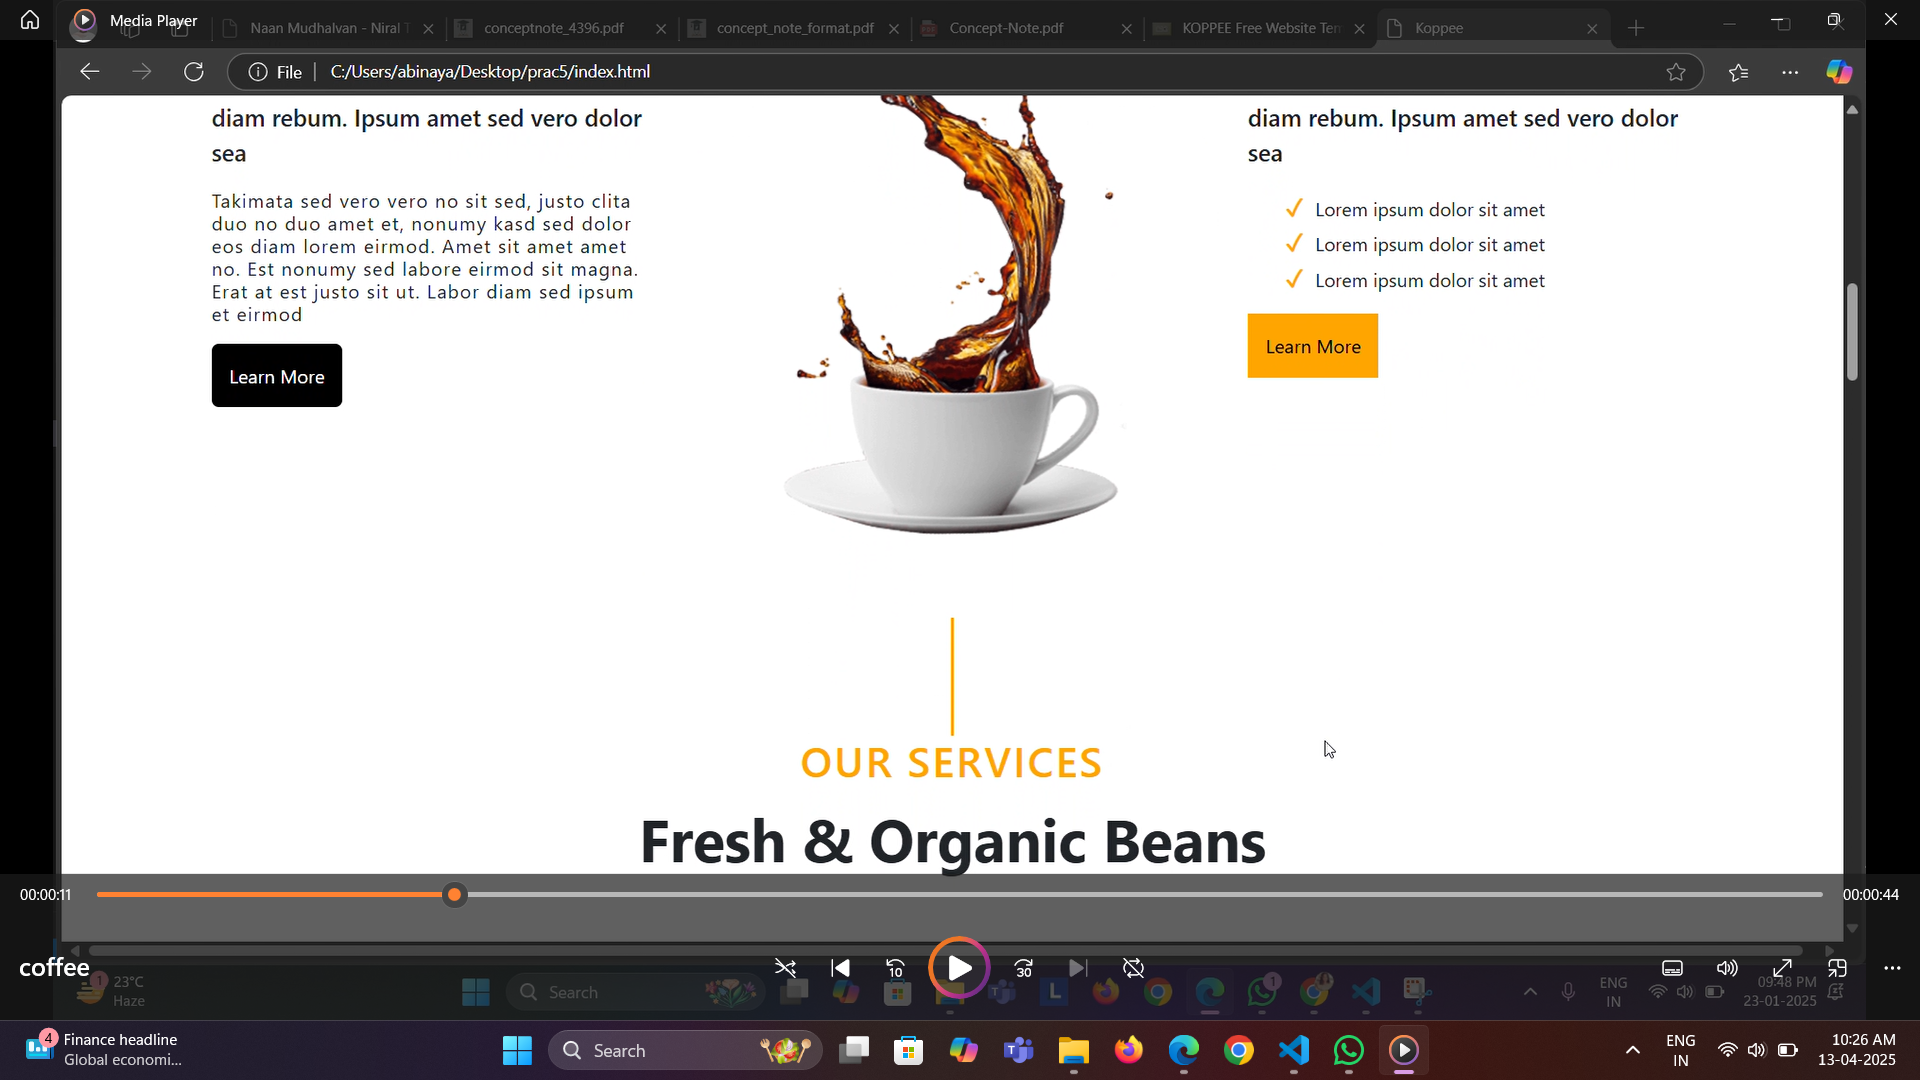 Media Player
Naan Mudhalvan - Niral T
conceptnote_4396.pdf
concept_note_format.pdf
Concept-Note.pdf
KOPPEE Free Website Tem
Koppee
File
C:/Users/abinaya/Desktop/prac5/index.html
diam rebum. Ipsum amet sed vero dolor
sea
Takimata sed vero vero no sit sed, justo clita
duo no duo amet et, nonumy kasd sed dolor
eos diam lorem eirmod. Amet sit amet amet
no. Est nonumy sed labore eirmod sit magna.
Erat at est justo sit ut. Labor diam sed ipsum
et eirmod
Learn More
diam rebum. Ipsum amet sed vero dolor
sea
Lorem ipsum dolor sit amet
Lorem ipsum dolor sit amet
Lorem ipsum dolor sit amet
Learn More
OUR SERVICES
Fresh & Organic Beans
00:00:11
00:00:44
coffee
10
30
1
23°C
Haze
Search
1
ENG
IN
09:48 PM
23-01-2025
4
Finance headline
Global economi...
Search
ENG
IN
10:26 AM
13-04-2025